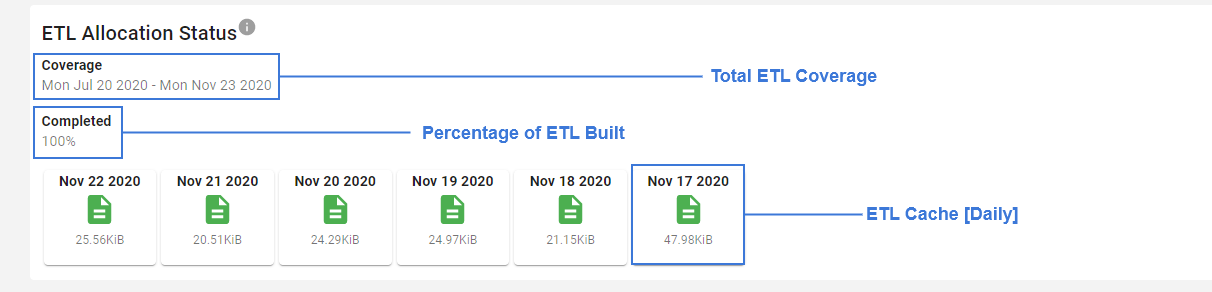 ETL Allocation Status
Coverage
Mon Jul 20 2020 - Mon Nov 23 2020
Total ETL Coverage
Completed
100%
Percentage of ETL Built
Nov 22 2020 Nov 21 2020 Nov 20 2020 Nov 19 2020 Nov 18 2020 Nov 17 2020
25.56KiB 20.51KiB 24.29KiB 24.97KiB 21.15KiB 47.98KiB
ETL Cache [Daily]